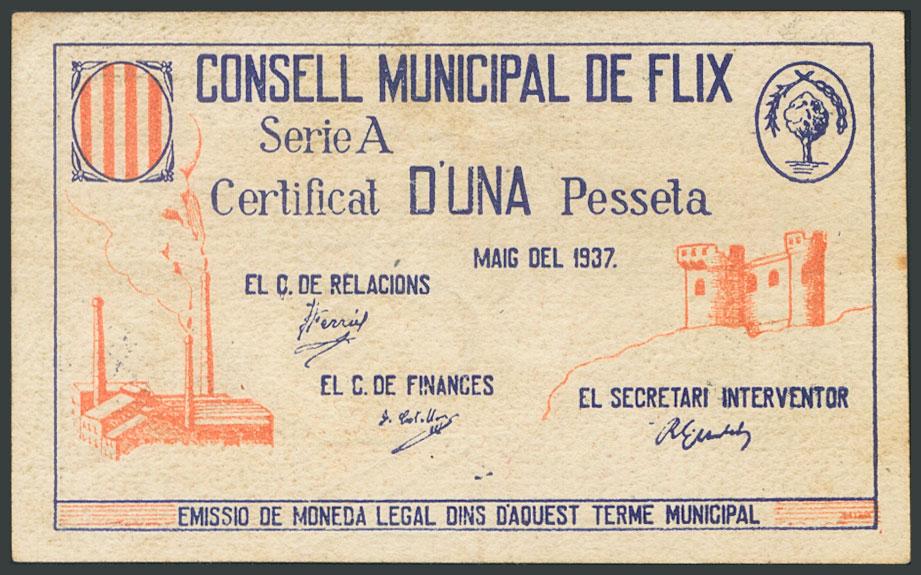 CONSELL MUNICIPAL DE FLIX
Serie A
Certificat D'UNA Pesseta
MAIG DEL 1937.
EL Ç. DE RELACIONS
EL C. DE FINANCES
EL SECRETARI INTERVENTOR
EMISSIO DE MONEDA LEGAL DINS D'AQUEST TERME MUNICIPAL